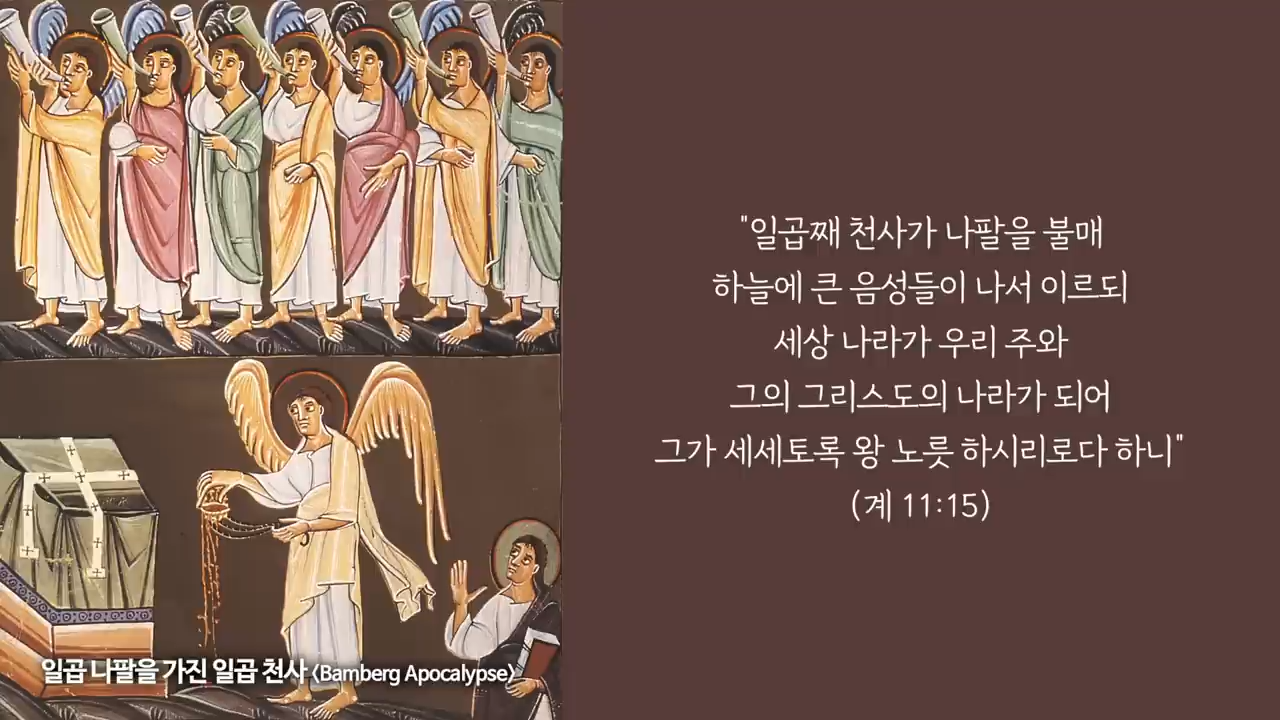 "일곱째 천사가 나팔을 불매
하늘에 큰 음성들이 나서 이르되
세상 나라가 우리 주와
그의 그리스도의 나라가 되어
그가 세세토록 왕 노릇 하시리로다 하니"
(계 11:15)
일곱 나팔을 가진 일곱 천사 〈Bamberg Apocalypse〉